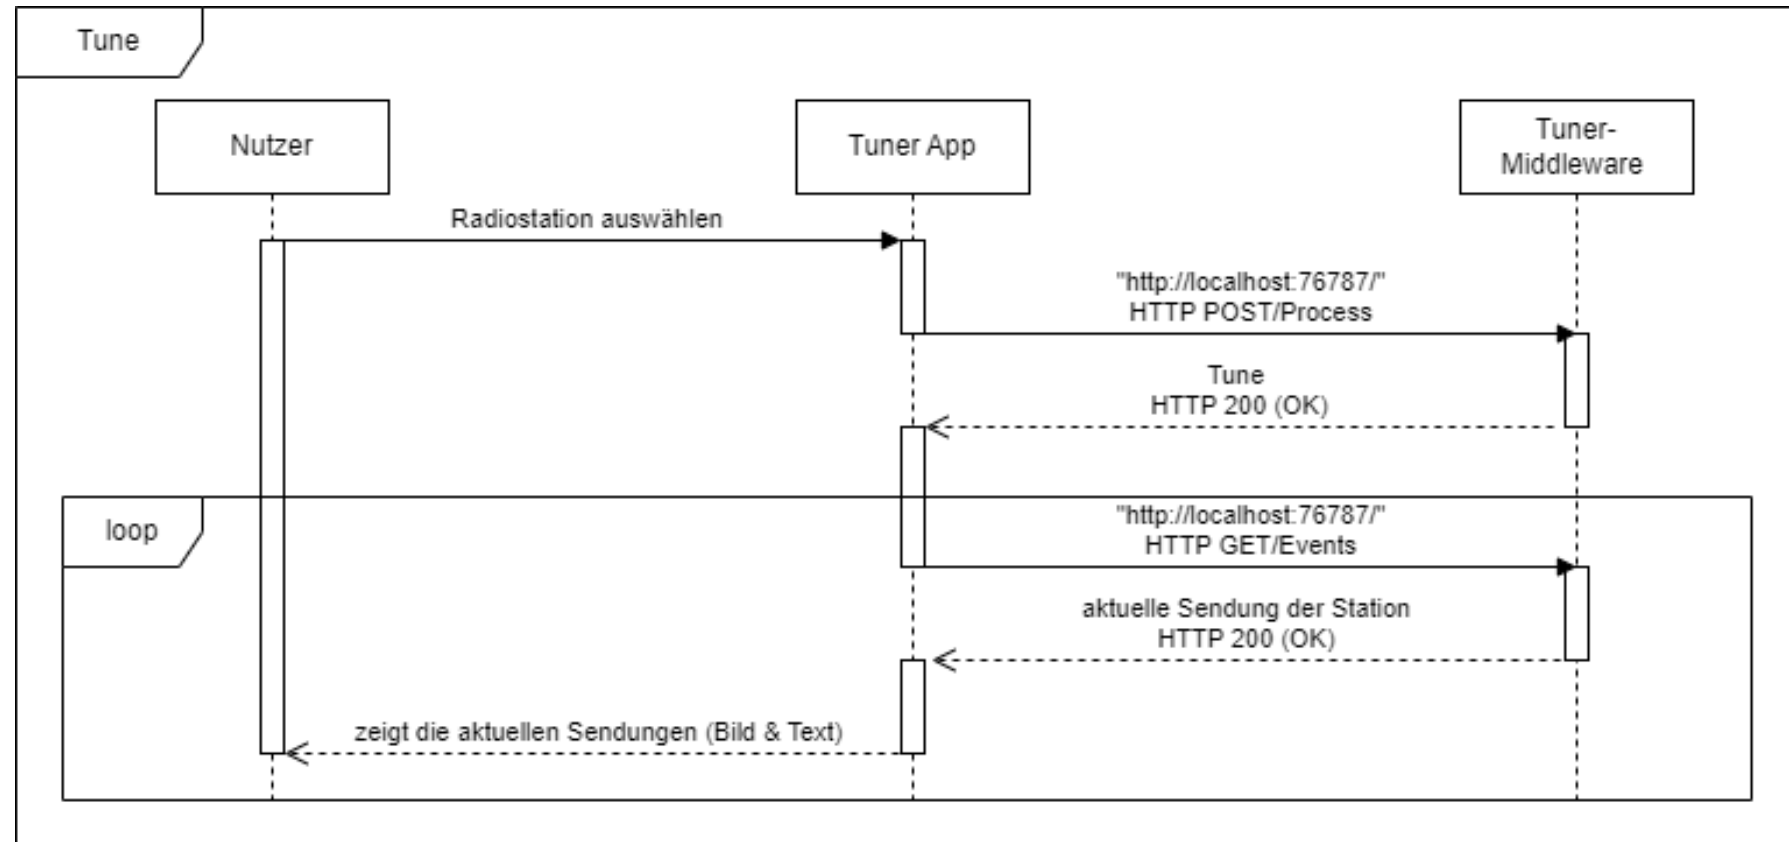 Tune
Nutzer
Tuner App
Tuner-
Middleware
Radiostation auswählen
"http://localhost:76787/"
HTTP POST/Process
Tune
HTTP 200 (OK)
loop
"http://localhost:76787/"
HTTP GET/Events
aktuelle Sendung der Station
HTTP 200 (OK)
zeigt die aktuellen Sendungen (Bild & Text)